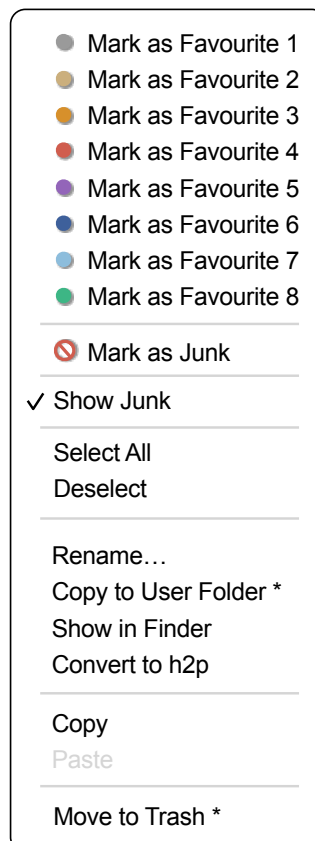 Mark as Favourite 1
Mark as Favourite 2
Mark as Favourite 3
Mark as Favourite 4
Mark as Favourite 5
Mark as Favourite 6
Mark as Favourite 7
Mark as Favourite 8
Mark as Junk
✓ Show Junk
Select All
Deselect
Rename…
Copy to User Folder *
Show in Finder
Convert to h2p
Copy
Paste
Move to Trash *